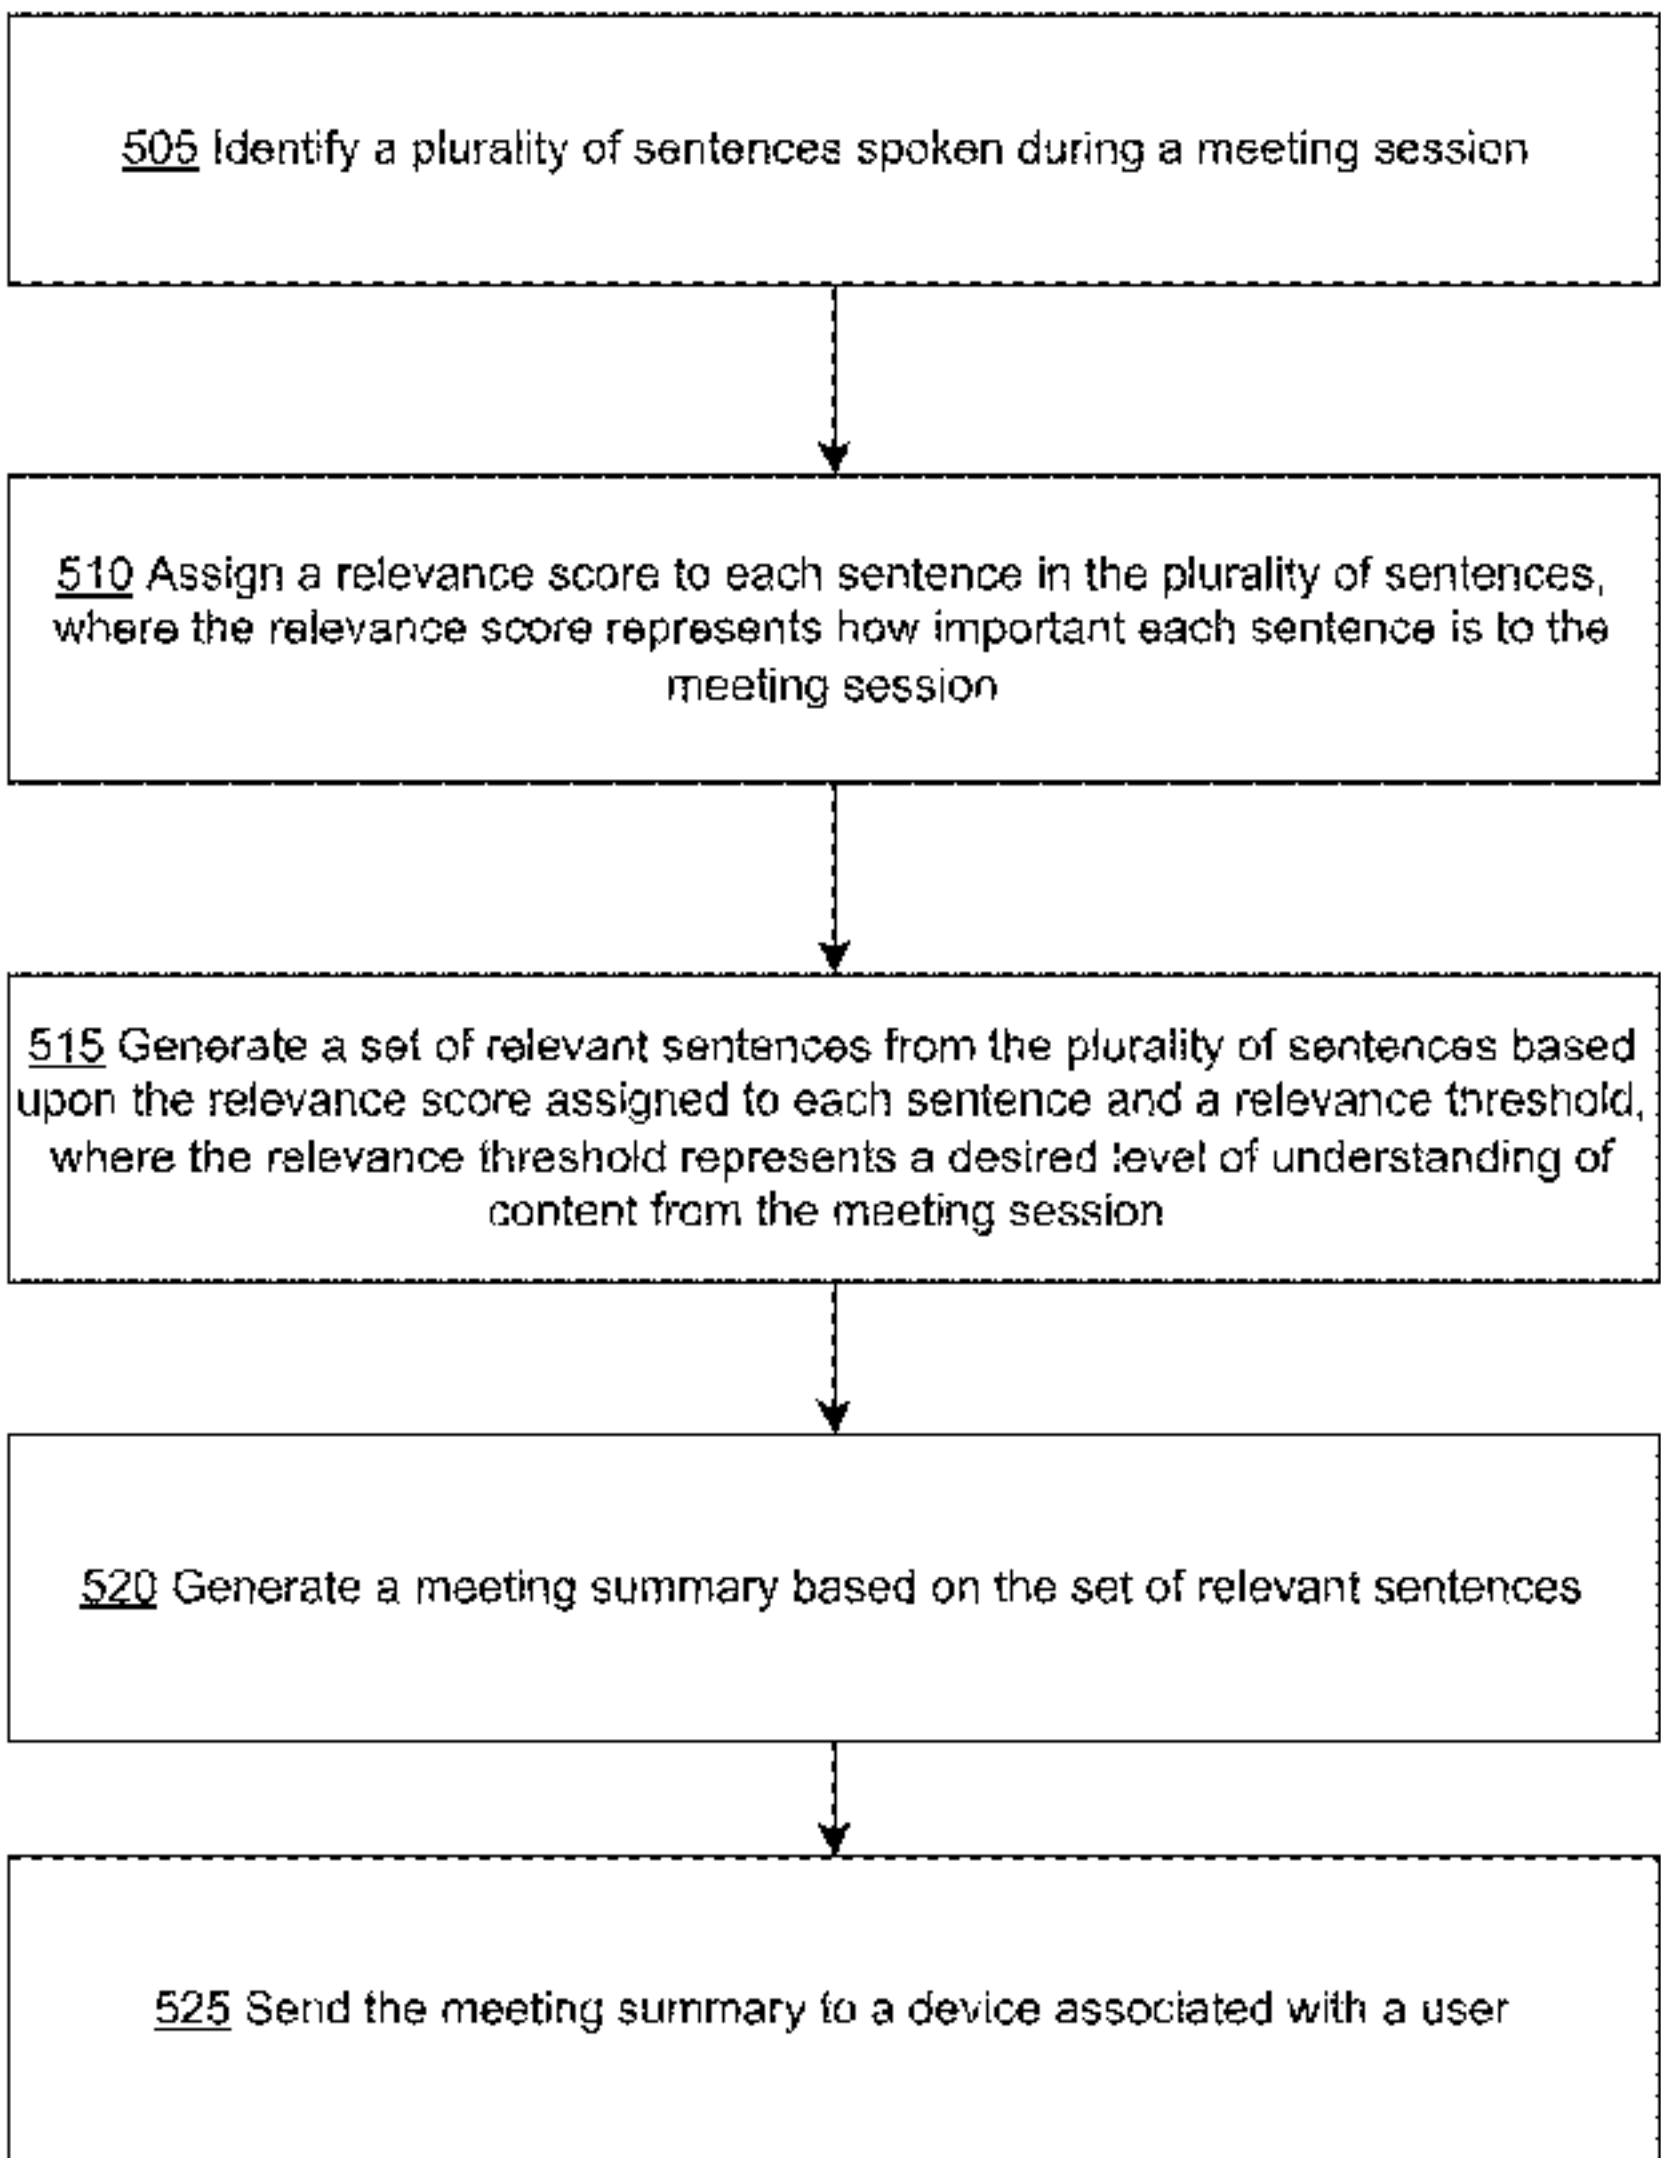 505 Identify a plurality of sentences spoken during a meeting session
510 Assign a relevance score to each sentence in the plurality of sentences,
where the relevance score represents how important each sentence is to the
meeting session
515 Generate a set of relevant sentences from the plurality of sentences based
upon the relevance score assigned to each sentence and a relevance threshold,
where the relevance threshold represents a desired level of understanding of
content from the meeting session
520 Generate a meeting summary based on the set of relevant sentences
525 Send the meeting summary to a device associated with a user